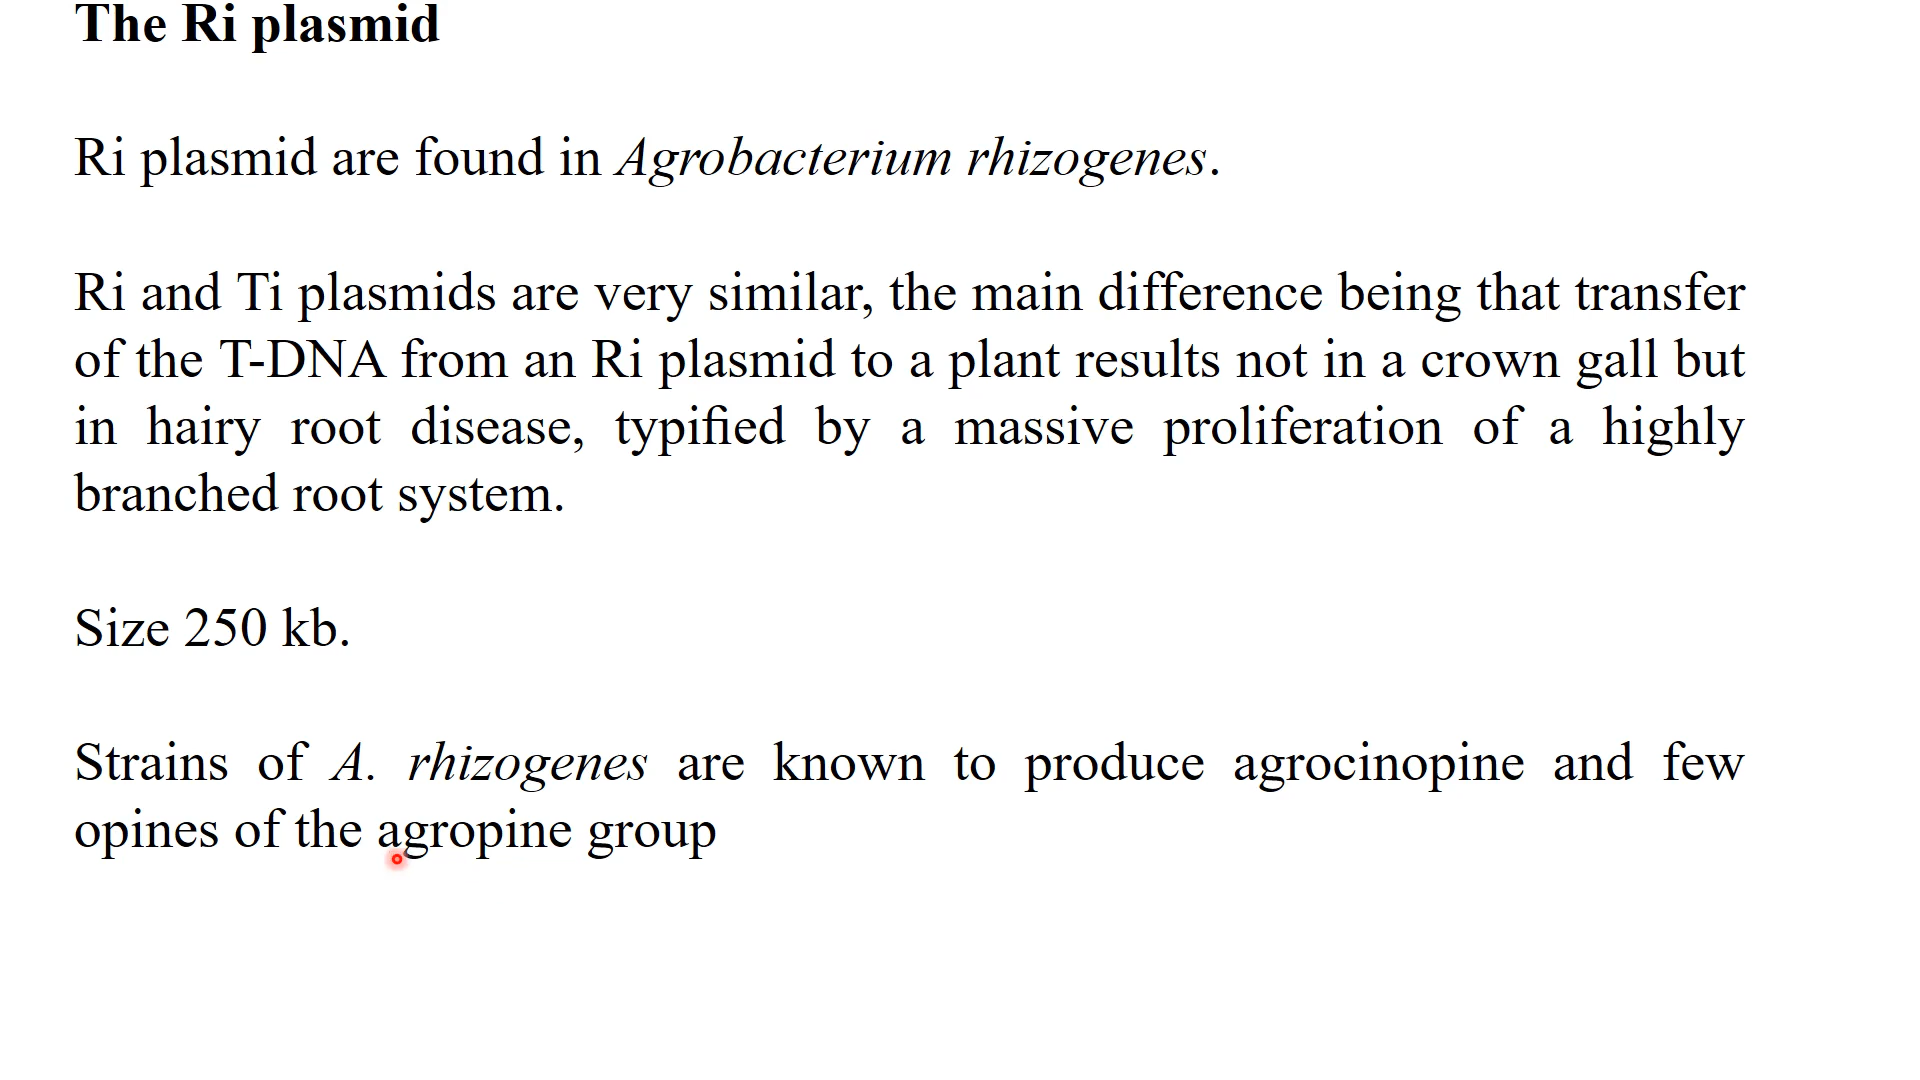 The Ri plasmid
Ri plasmid are found in Agrobacterium rhizogenes.
Ri and Ti plasmids are very similar, the main difference being that transfer
of the T-DNA from an Ri plasmid to a plant results not in a crown gall but
in hairy root disease, typified by a massive proliferation of a highly
branched root system.
Size 250 kb.
Strains of A. rhizogenes are known to produce agrocinopine and few
opines of the agropine group